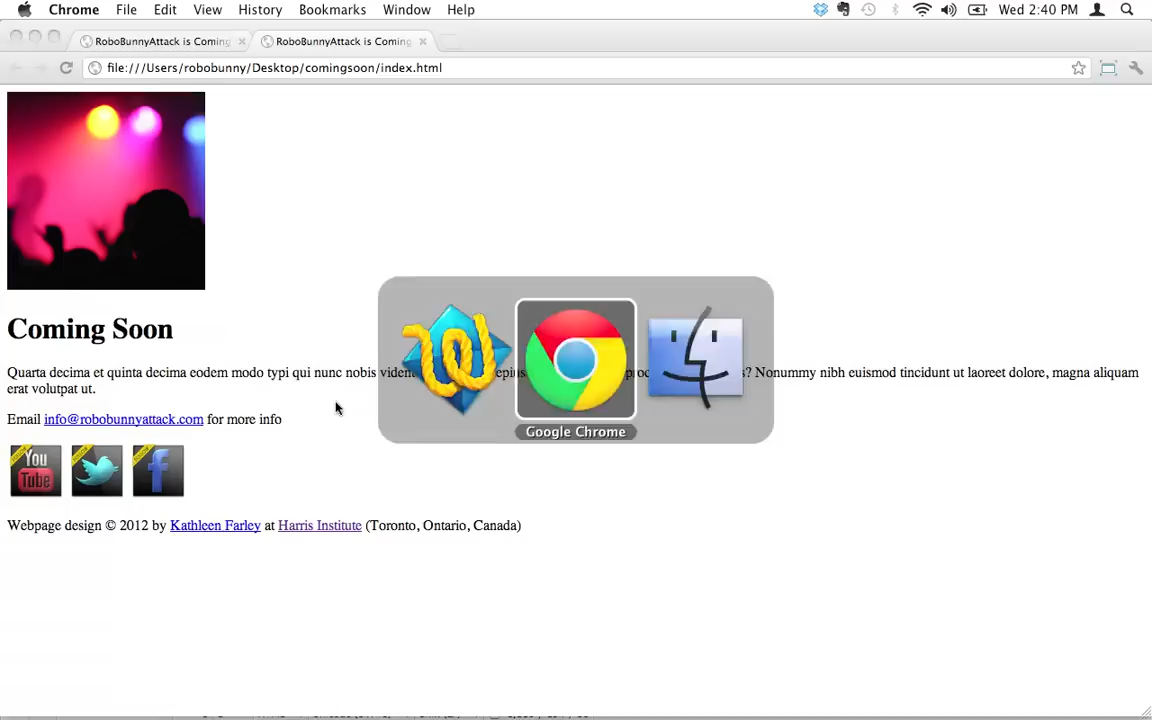 Chrome File Edit View History Bookmarks Window Help Wed 2:40 PM
RoboBunnyAttack is Coming RoboBunnyAttack is Coming
file:///Users/robobunny/Desktop/comingsoon/index.html
Coming Soon
Quarta decima et quinta decima eodem modo typi qui nunc nobis videntur ? Nonummy nibh euismod tincidunt ut laoreet dolore, magna aliquam
erat volutpat ut.
Google Chrome
Email info@robobunnyattack.com for more info
You Tube
Webpage design © 2012 by Kathleen Farley at Harris Institute (Toronto, Ontario, Canada)